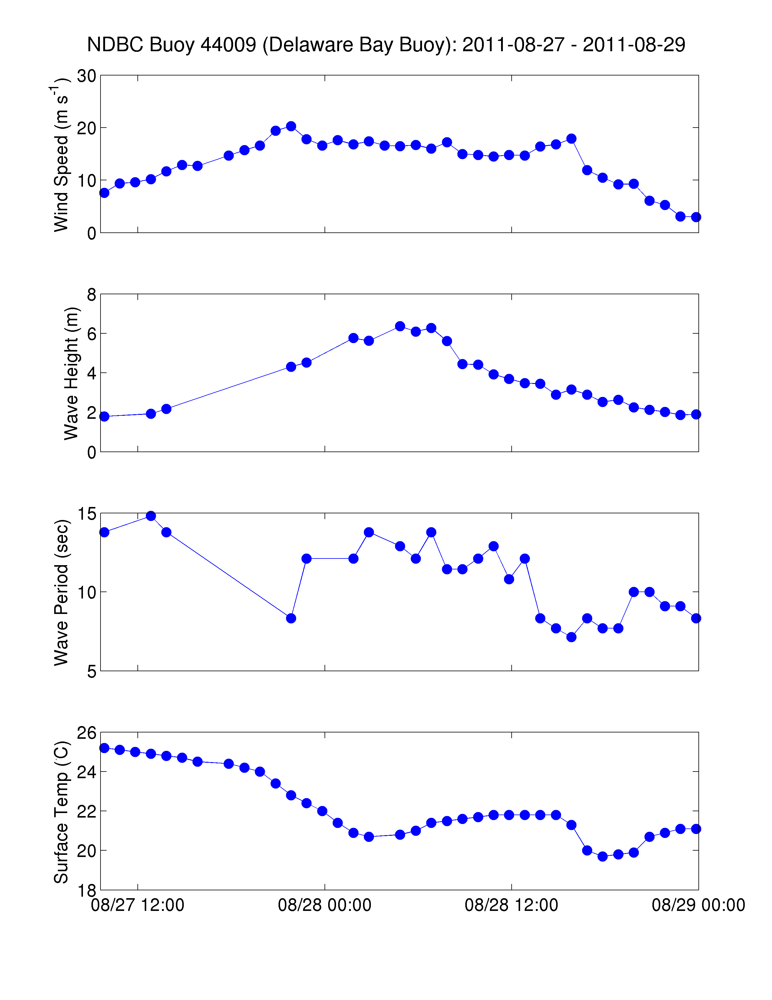 NDBC Buoy 44009 (Delaware Bay Buoy): 2011-08-27 - 2011-08-29
Wind Speed (m s-1)
30
20
10
0
Wave Height (m)
8
6
4
2
0
Wave Period (sec)
15
10
5
Surface Temp (°C)
26
24
22
20
18
08/27 12:00 08/28 00:00 08/28 12:00 08/29 00:00